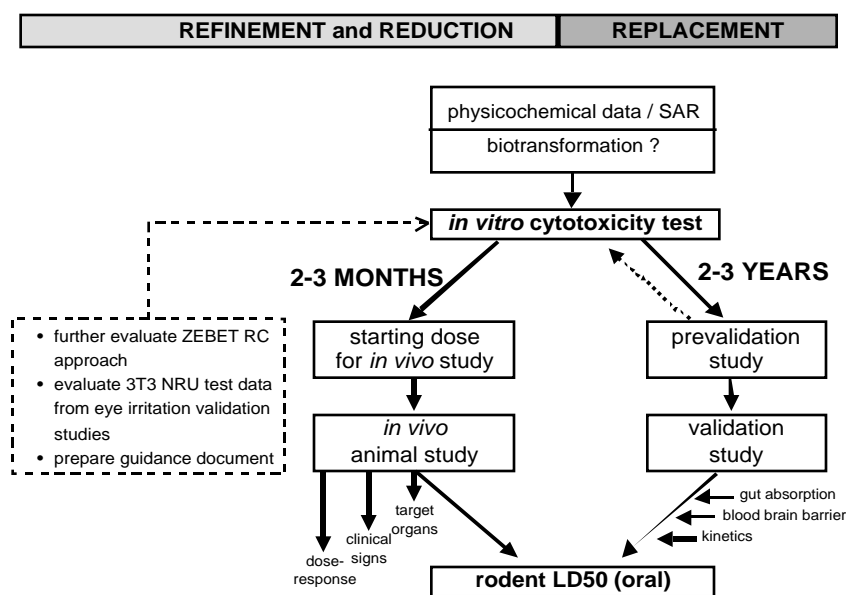 REFINEMENT and REDUCTION
REPLACEMENT
physicochemical data / SAR
biotransformation ?
in vitro cytotoxicity test
2-3 MONTHS
2-3 YEARS
• further evaluate ZEBET RC
approach
• evaluate 3T3 NRU test data
from eye irritation validation
studies
• prepare guidance document
starting dose
for in vivo study
prevalidation
study
in vivo
animal study
validation
study
target
organs
clinical
signs
dose-
response
gut absorption
blood brain barrier
kinetics
rodent LD50 (oral)